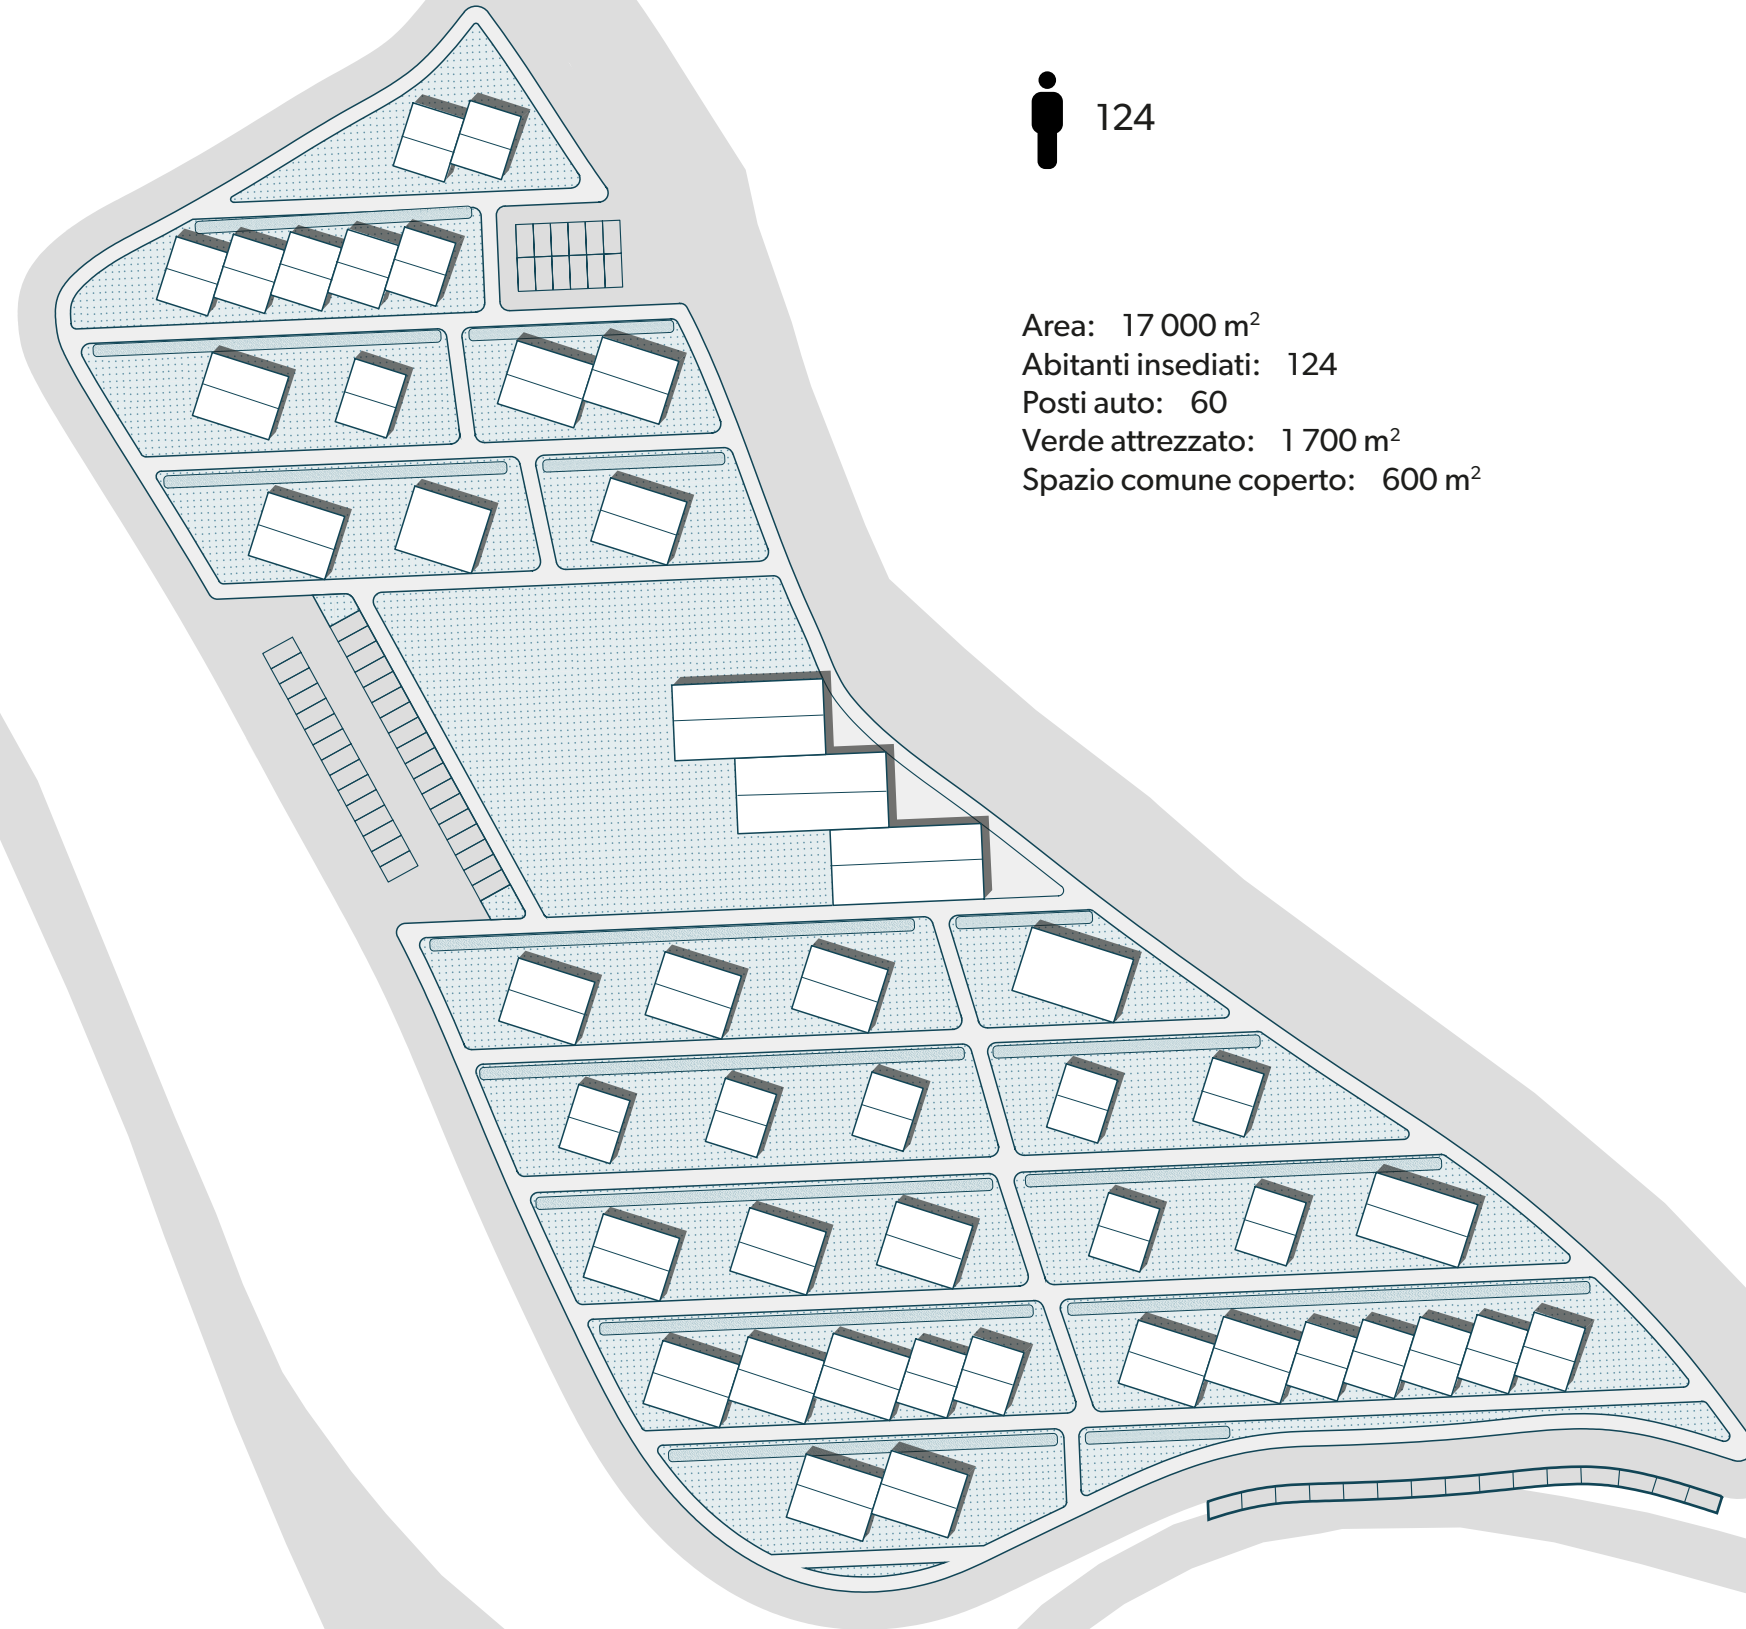 124
Area: 17 000 m²
Abitanti insediati: 124
Posti auto: 60
Verde attrezzato: 1 700 m²
Spazio comune coperto: 600 m²